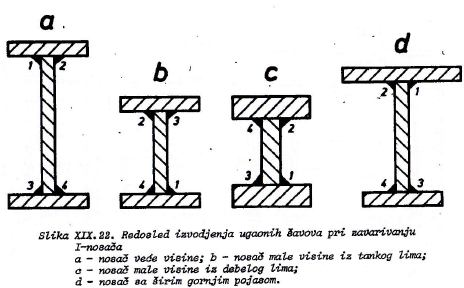 a
b
c
d
1 2
3 4
2 3
4 1
4 2
3 1
2 1
4 3
Slika XIX.22. Redosled izvodjenja ugaonih šavova pri zavarivanju
I-nosača
a - nosač veće visine; b - nosač male visine iz tankog lima;
c - nosač male visine iz debelog lima;
d - nosač sa širim gornjim pojasom.